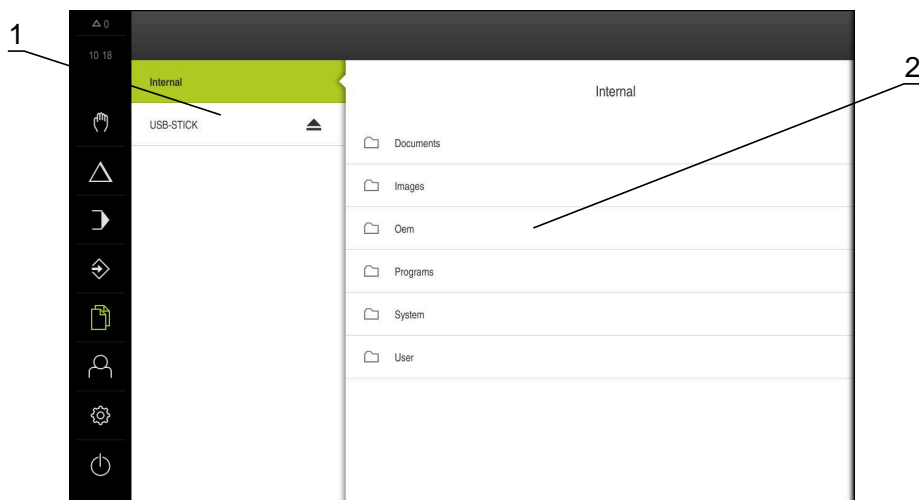 1
△ 0
10 18
Internal
USB-STICK
Internal
2
Documents
Images
Oem
Programs
System
User